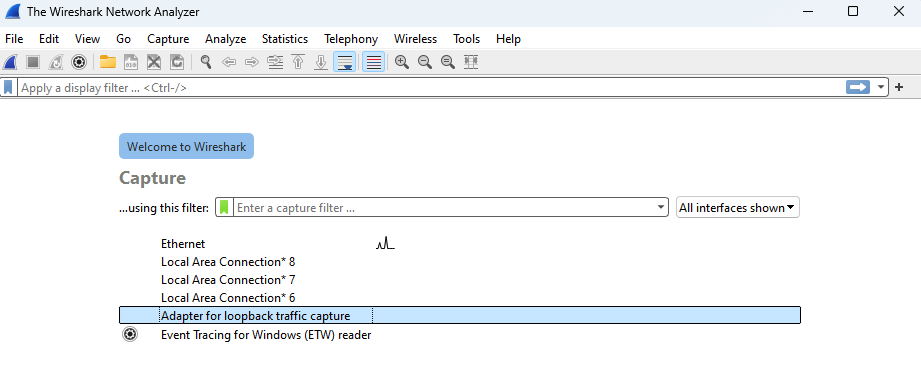 The Wireshark Network Analyzer
File Edit View Go Capture Analyze Statistics Telephony Wireless Tools Help
Apply a display filter ... <Ctrl-/>
Welcome to Wireshark
Capture
...using this filter: Enter a capture filter ... All interfaces shown
Ethernet
Local Area Connection* 8
Local Area Connection* 7
Local Area Connection* 6
Adapter for loopback traffic capture
Event Tracing for Windows (ETW) reader